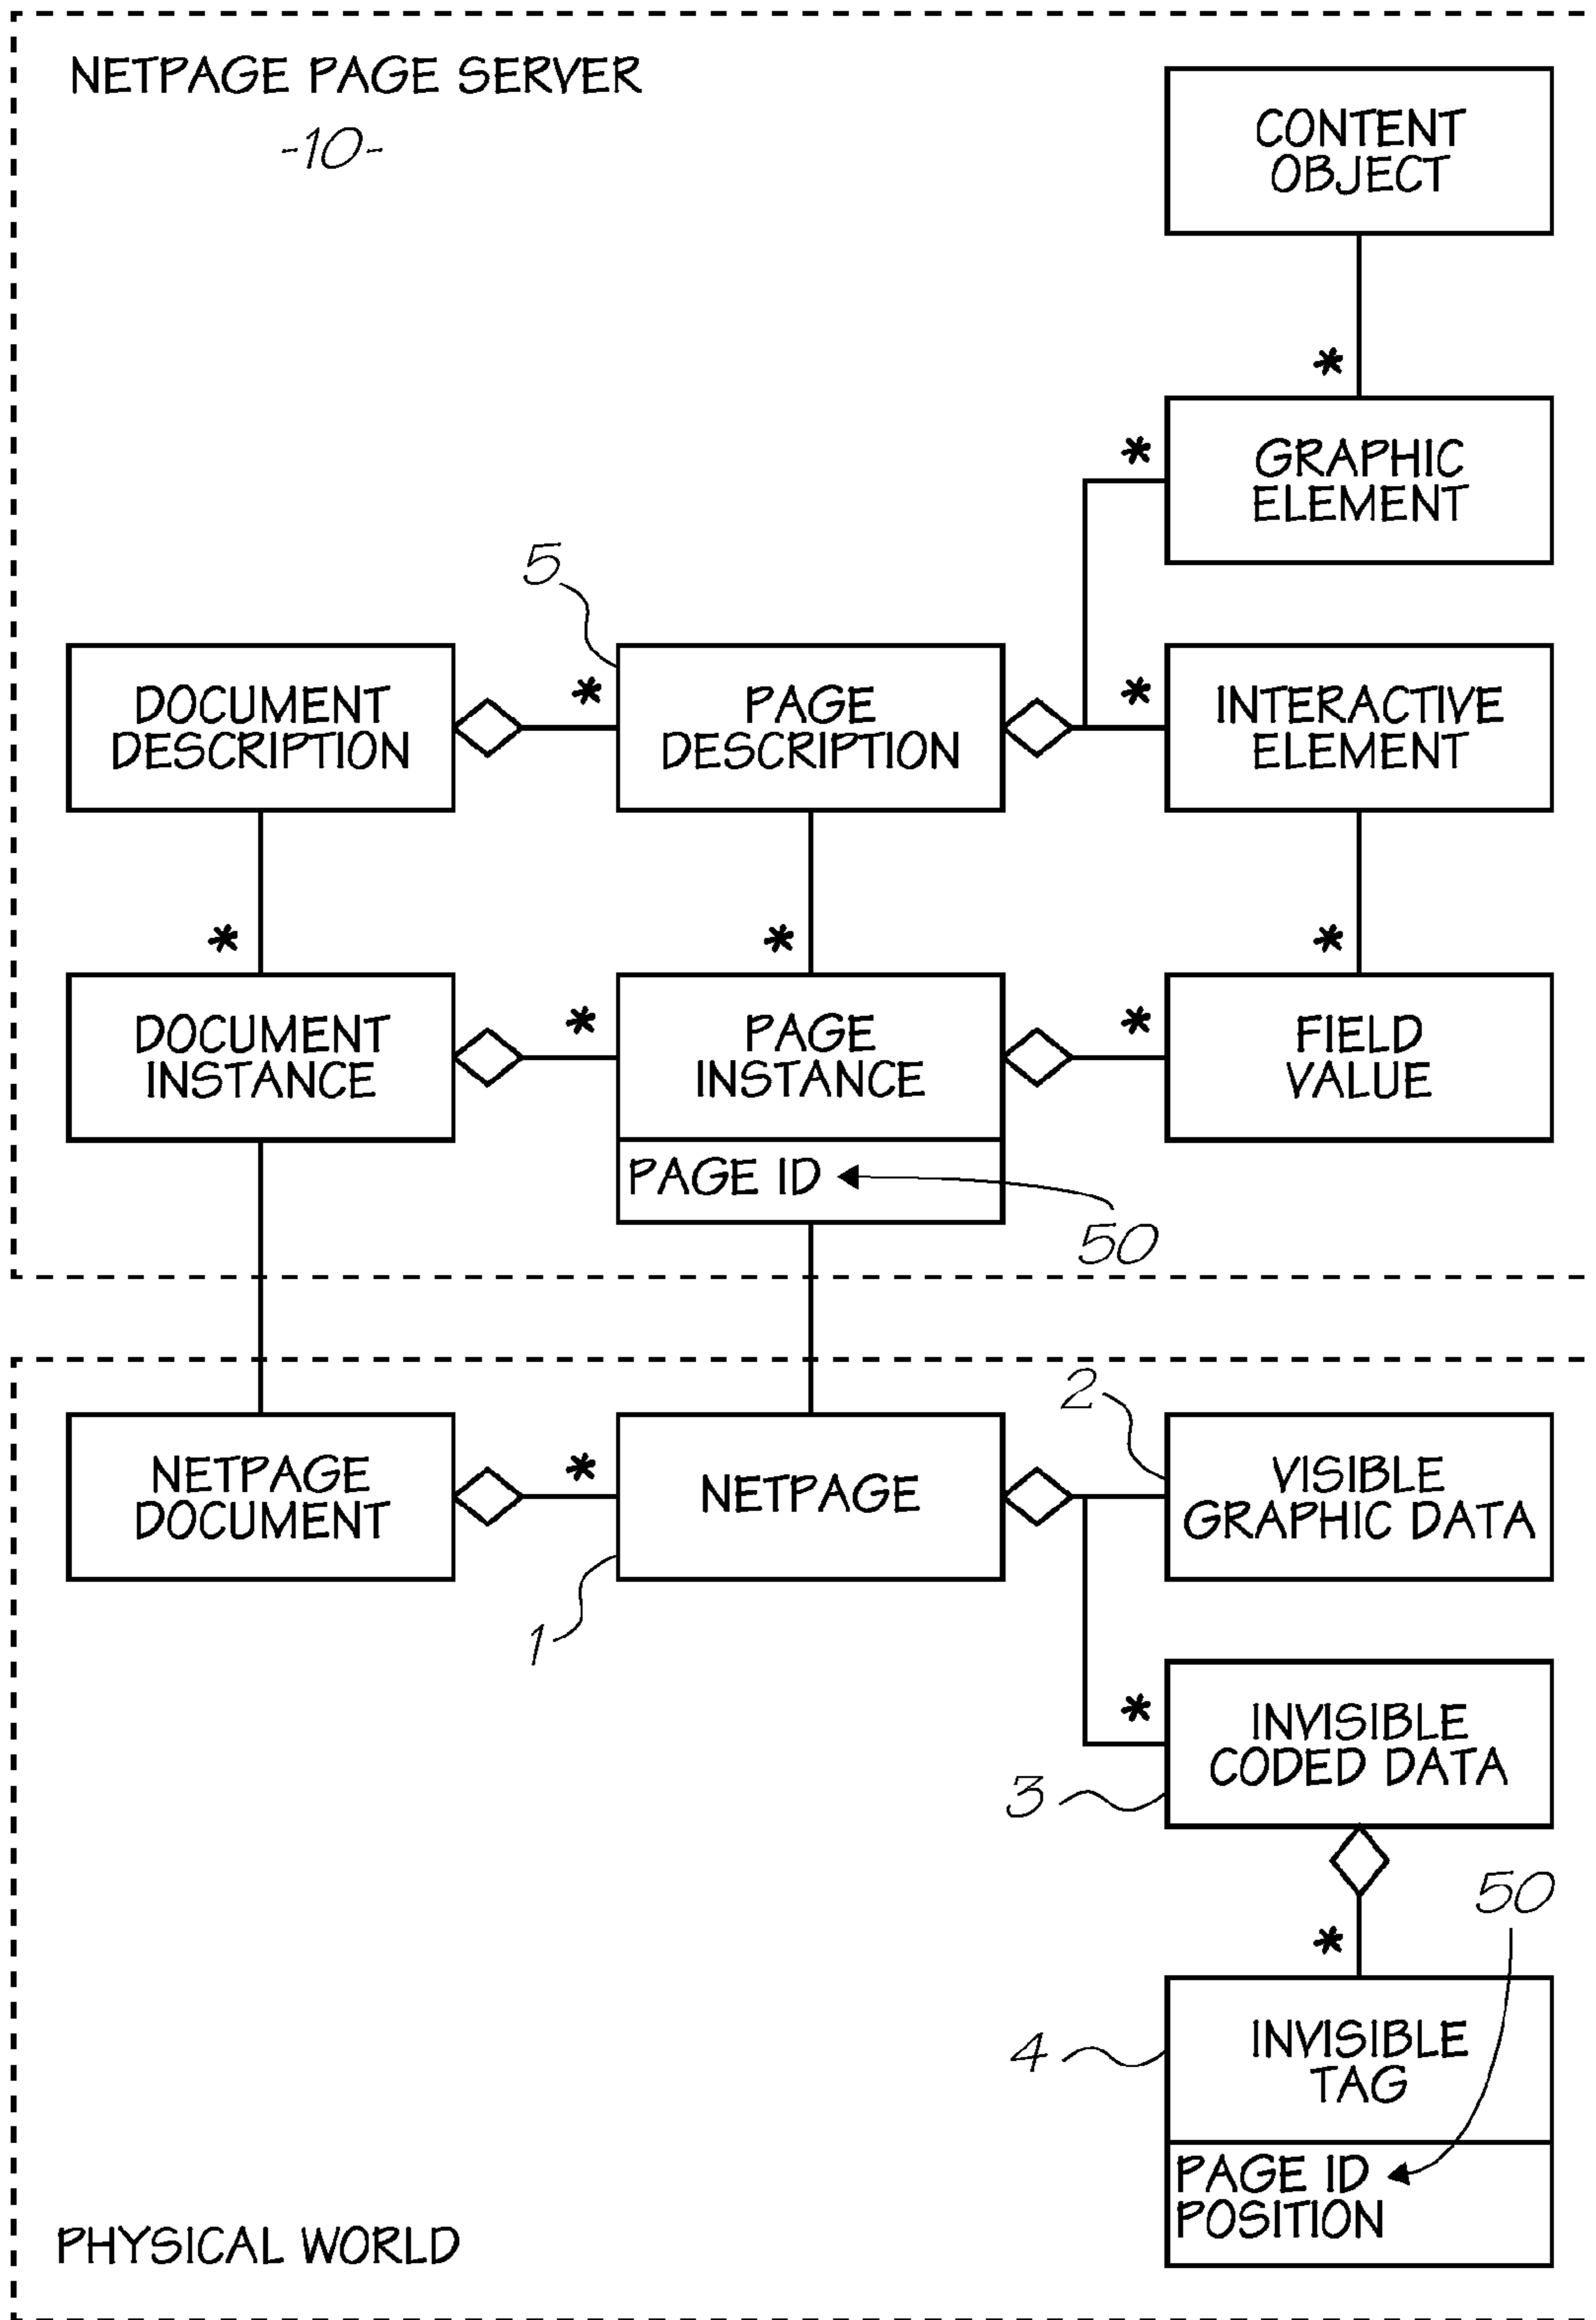 NETPAGE PAGE SERVER
-10-
CONTENT
OBJECT
*
*
GRAPHIC
ELEMENT
5
DOCUMENT
DESCRIPTION
*
PAGE
DESCRIPTION
*
INTERACTIVE
ELEMENT
*
*
*
DOCUMENT
INSTANCE
*
PAGE
INSTANCE
*
FIELD
VALUE
PAGE ID
50
2
NETPAGE
DOCUMENT
*
NETPAGE
VISIBLE
GRAPHIC DATA
1
*
INVISIBLE
CODED DATA
3
50
*
4
INVISIBLE
TAG
PAGE ID
POSITION
PHYSICAL WORLD